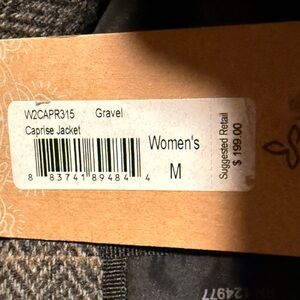 W2CAPR315 Gravel
Caprise Jacket
Women's
M
8 83741 89484 4
Suggested Retail
$ 199.00